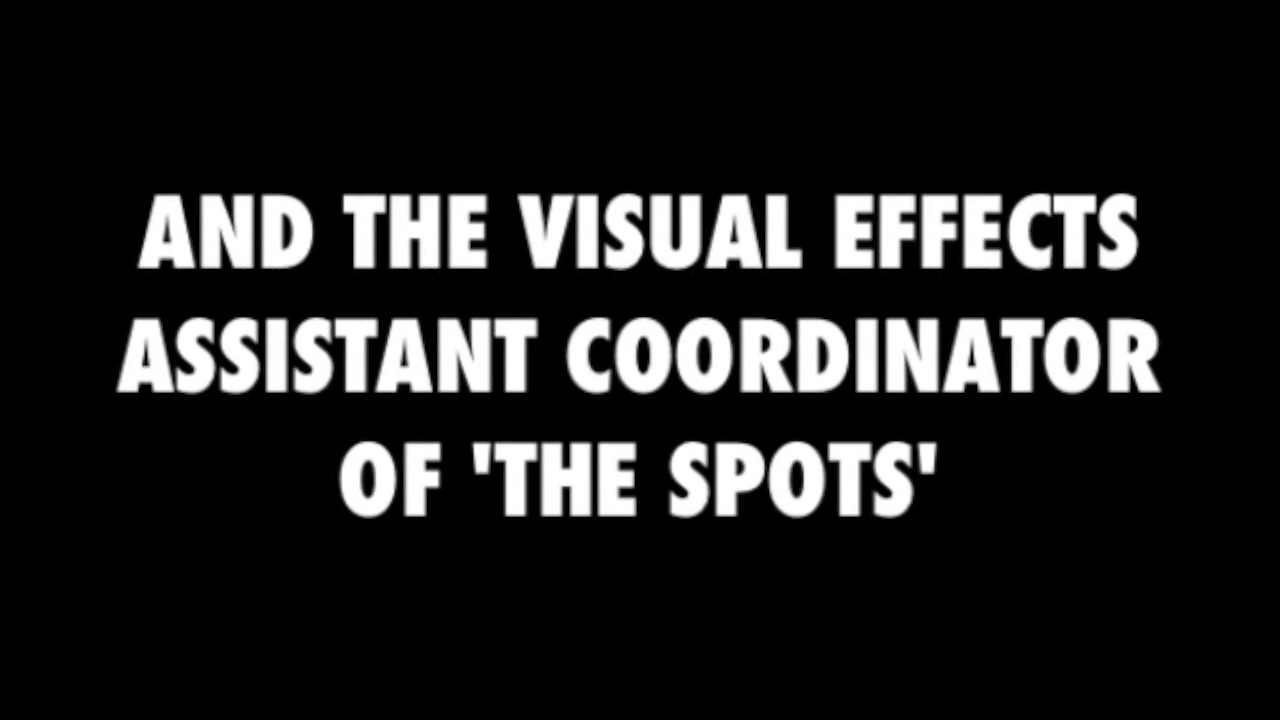 AND THE VISUAL EFFECTS
ASSISTANT COORDINATOR
OF 'THE SPOTS'